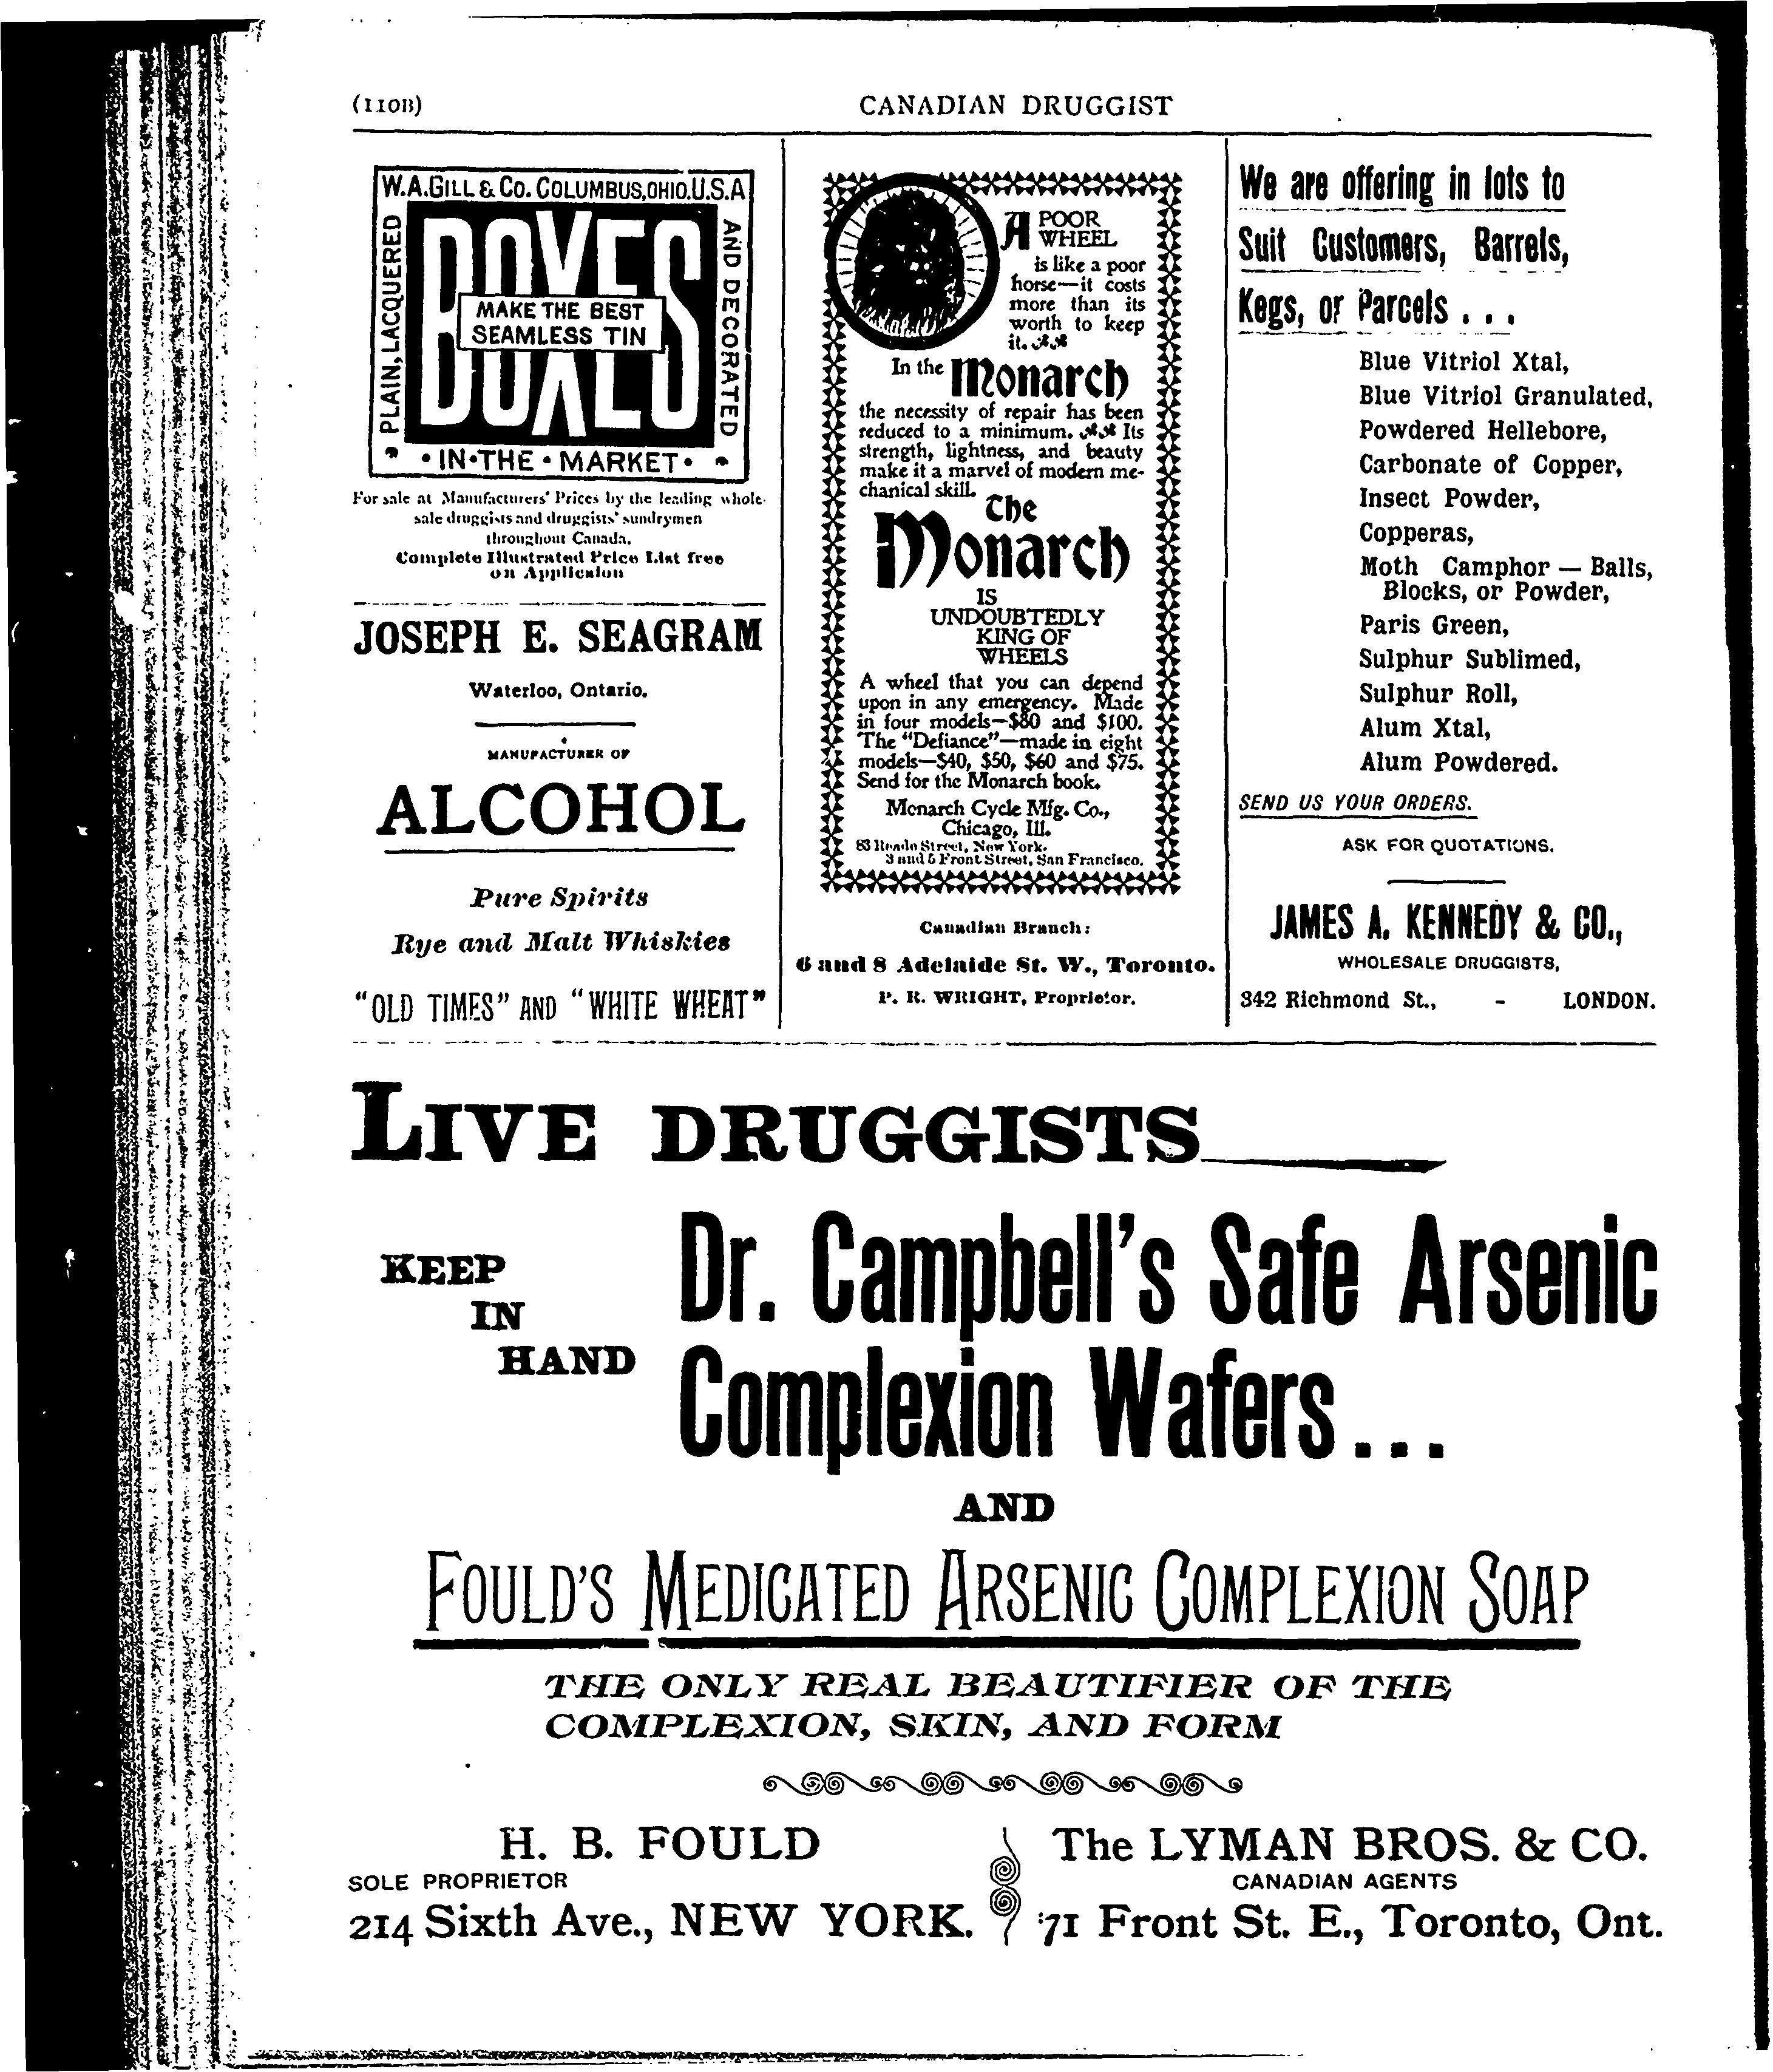 (110B)
CANADIAN DRUGGIST
W.A.GILL & CO. COLUMBUS,OHIO.U.S.A
PLAIN, LACQUERED
AND DECORATED
BOXES
MAKE THE BEST
SEAMLESS TIN
• IN•THE • MARKET •
For sale at Manufacturers' Prices by the leading whole-
sale druggists and druggists' sundrymen
throughout Canada.
Complete Illustrated Price List free
on Application
JOSEPH E. SEAGRAM
Waterloo, Ontario.
MANUFACTURER OF
ALCOHOL
Pure Spirits
Rye and Malt Whiskies
"OLD TIMES" AND "WHITE WHEAT"
A POOR
WHEEL
is like a poor
horse—it costs
more than its
worth to keep
it.
In the Monarch
the necessity of repair has been
reduced to a minimum. Its
strength, lightness, and beauty
make it a marvel of modern me-
chanical skill.
The
Monarch
IS
UNDOUBTEDLY
KING OF
WHEELS
A wheel that you can depend
upon in any emergency. Made
in four models—$80 and $100.
The "Defiance"—made in eight
models—$40, $50, $60 and $75.
Send for the Monarch book.
Monarch Cycle Mfg. Co.,
Chicago, Ill.
83 Reade Street, New York.
3 and 5 Front Street, San Francisco.
Canadian Branch:
6 and 8 Adelaide St. W., Toronto.
P. R. WRIGHT, Proprietor.
We are offering in lots to
Suit Customers, Barrels,
Kegs, or Parcels . . .
Blue Vitriol Xtal,
Blue Vitriol Granulated,
Powdered Hellebore,
Carbonate of Copper,
Insect Powder,
Copperas,
Moth Camphor — Balls,
Blocks, or Powder,
Paris Green,
Sulphur Sublimed,
Sulphur Roll,
Alum Xtal,
Alum Powdered.
SEND US YOUR ORDERS.
ASK FOR QUOTATIONS.
JAMES A. KENNEDY & CO.,
WHOLESALE DRUGGISTS,
342 Richmond St., - LONDON.
LIVE DRUGGISTS
KEEP
IN
HAND
Dr. Campbell's Safe Arsenic
Complexion Wafers . . .
AND
FOULD'S MEDICATED ARSENIC COMPLEXION SOAP
THE ONLY REAL BEAUTIFIER OF THE
COMPLEXION, SKIN, AND FORM
H. B. FOULD
SOLE PROPRIETOR
214 Sixth Ave., NEW YORK.
The LYMAN BROS. & CO.
CANADIAN AGENTS
71 Front St. E., Toronto, Ont.